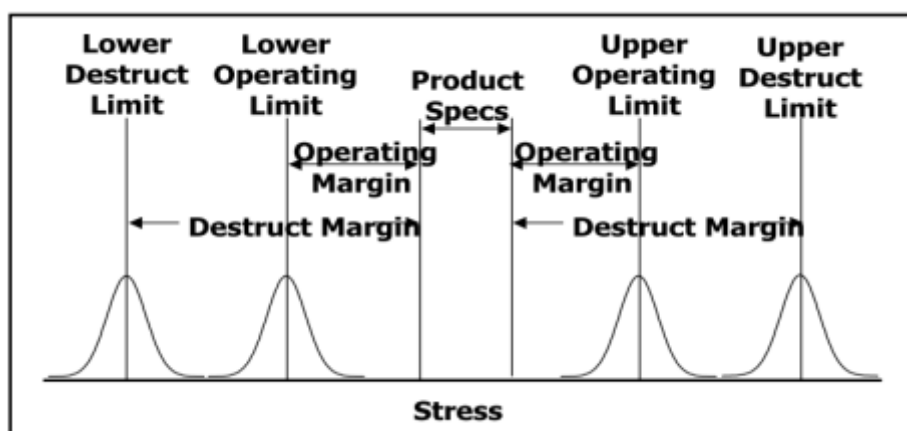 Lower
Destruct
Limit
Lower
Operating
Limit
Product
Specs
Upper
Operating
Limit
Upper
Destruct
Limit
Operating
Margin
Operating
Margin
Destruct Margin
Destruct Margin
Stress